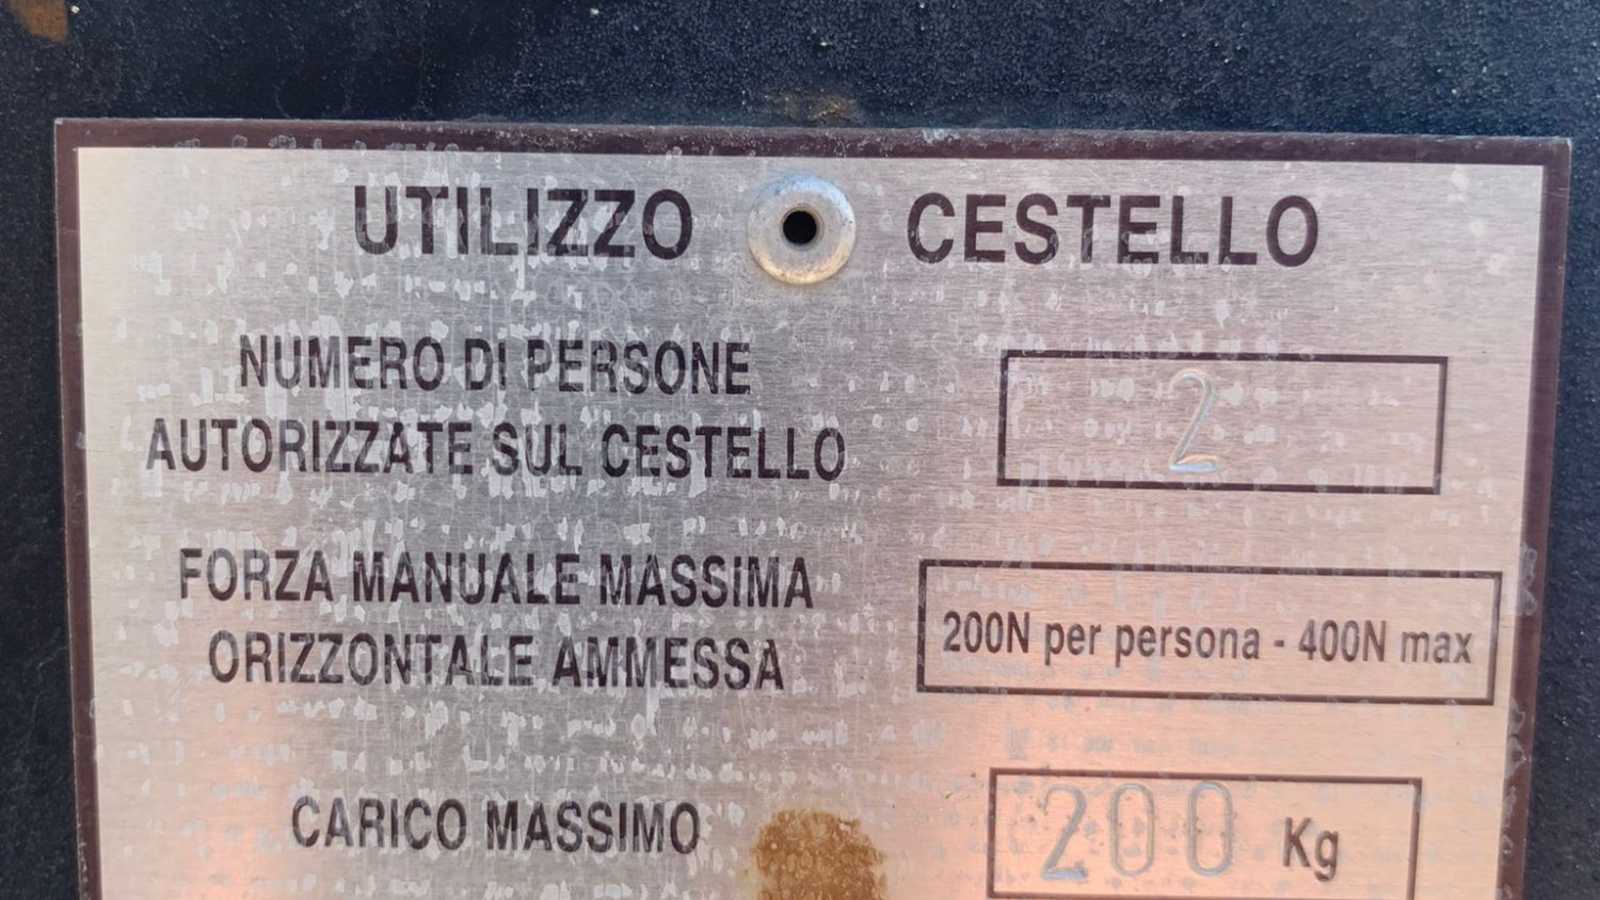 UTILIZZO CESTELLO
NUMERO DI PERSONE
AUTORIZZATE SUL CESTELLO
2
FORZA MANUALE MASSIMA
ORIZZONTALE AMMESSA
200N per persona - 400N max
CARICO MASSIMO
200 Kg